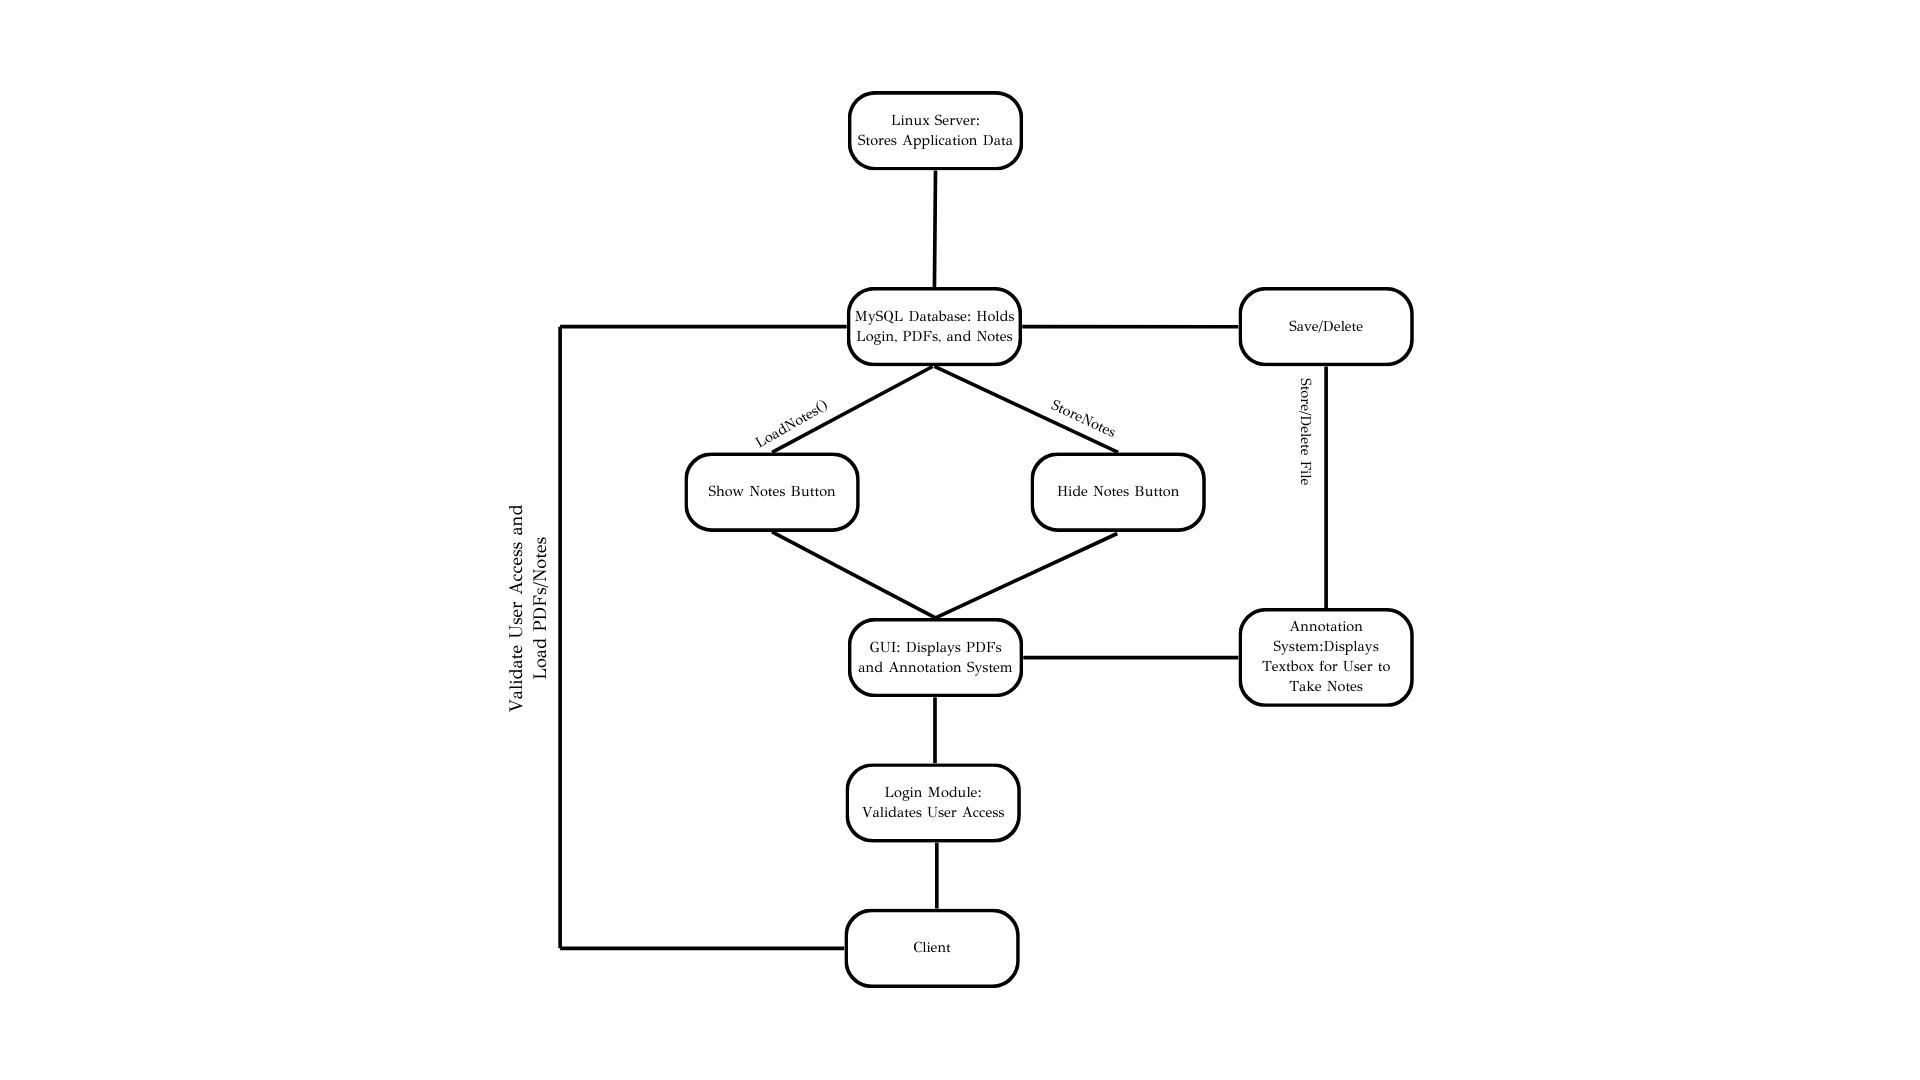 Linux Server:
Stores Application Data
MySQL Database: Holds
Login, PDFs, and Notes
Save/Delete
LoadNotes()
StoreNotes
Store/Delete File
Show Notes Button
Hide Notes Button
Validate User Access and
Load PDFs/Notes
GUI: Displays PDFs
and Annotation System
Annotation
System:Displays
Textbox for User to
Take Notes
Login Module:
Validates User Access
Client